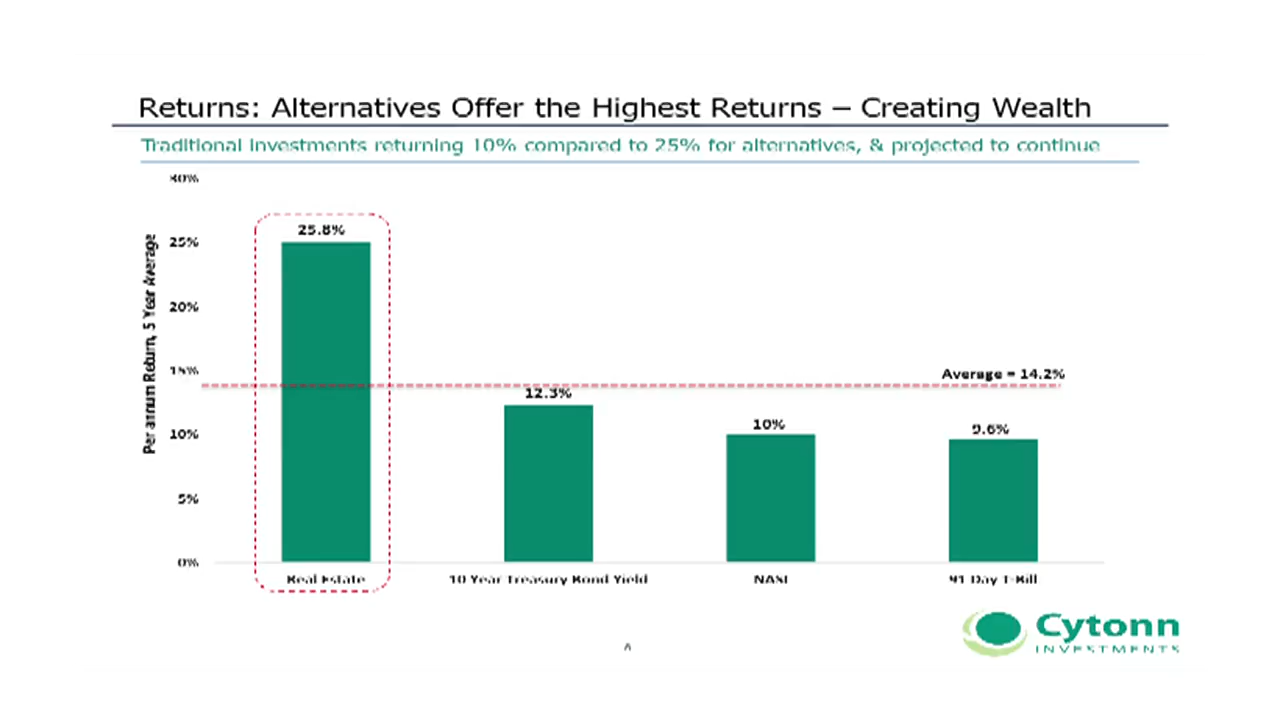 Returns: Alternatives Offer the Highest Returns – Creating Wealth
Traditional investments returning 10% compared to 25% for alternatives, & projected to continue
Per annum Return, 5 Year Average
30%
25%
20%
15%
10%
5%
0%
25.8%
12.3%
10%
9.6%
Average = 14.2%
Real Estate
10 Year Treasury Bond Yield
NASI
91 Day T-Bill
Cytonn
INVESTMENTS